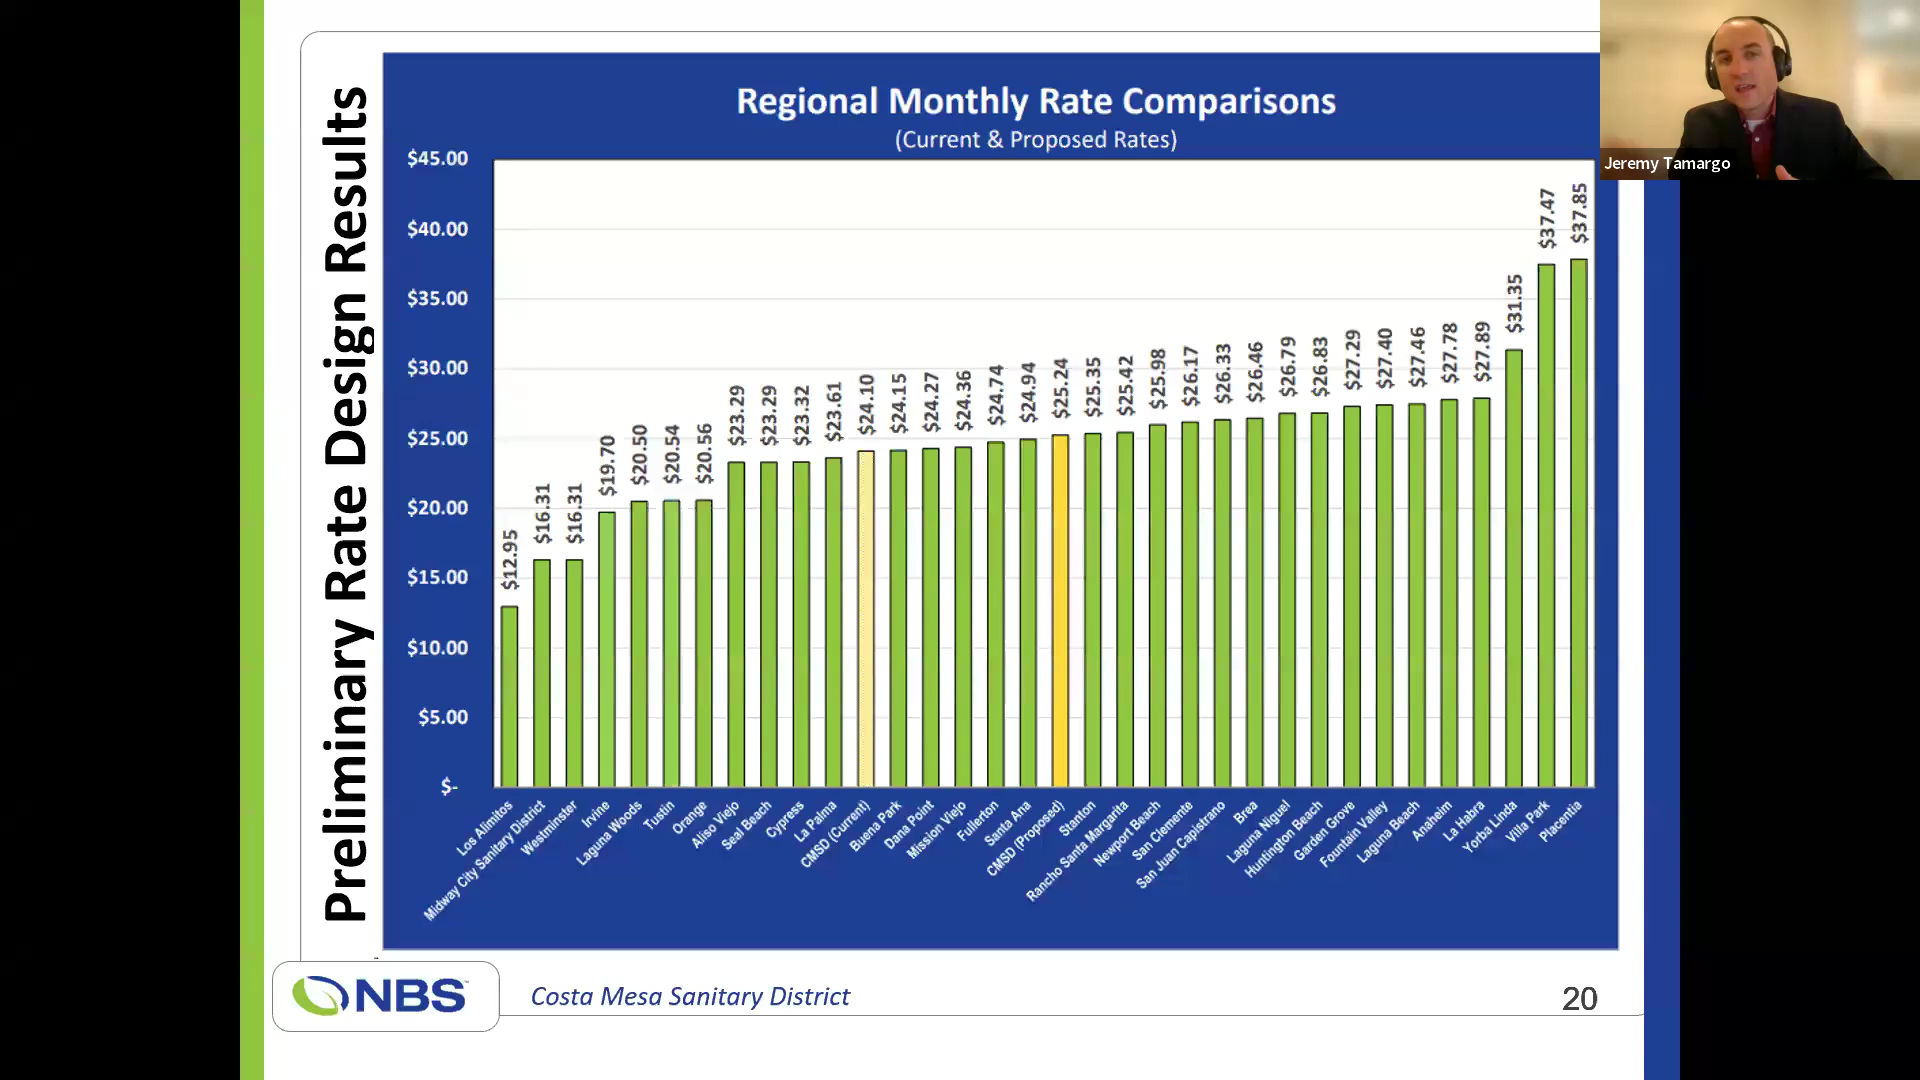 Preliminary Rate Design Results
Regional Monthly Rate Comparisons
(Current & Proposed Rates)
Jeremy Tamargo
$45.00
$40.00
$35.00
$30.00
$25.00
$20.00
$15.00
$10.00
$5.00
$-
$12.95
$16.31
$16.31
$19.70
$20.50
$20.54
$20.56
$23.29
$23.29
$23.32
$23.61
$24.10
$24.15
$24.27
$24.36
$24.74
$24.94
$25.24
$25.35
$25.42
$25.98
$26.17
$26.33
$26.46
$26.79
$26.83
$27.29
$27.40
$27.46
$27.78
$27.89
$31.35
$37.47
$37.85
Los Alimitos
Midway City Sanitary District
Westminster
Irvine
Laguna Woods
Tustin
Orange
Aliso Viejo
Seal Beach
Cypress
La Palma
CMSD (Current)
Buena Park
Dana Point
Mission Viejo
Fullerton
Santa Ana
CMSD (Proposed)
Stanton
Rancho Santa Margarita
Newport Beach
San Clemente
San Juan Capistrano
Brea
Laguna Niguel
Huntington Beach
Garden Grove
Fountain Valley
Laguna Beach
Anaheim
La Habra
Yorba Linda
Villa Park
Placentia
NBS
Costa Mesa Sanitary District
20